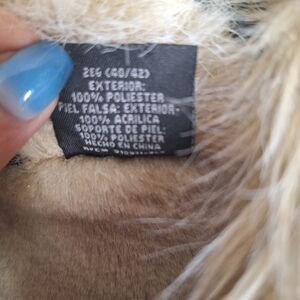 2EG (40/42)
EXTERIOR:
100% POLIESTER
PIEL FALSA: EXTERIOR-
100% ACRILICA
SOPORTE DE PIEL:
100% POLIESTER
HECHO EN CHINA